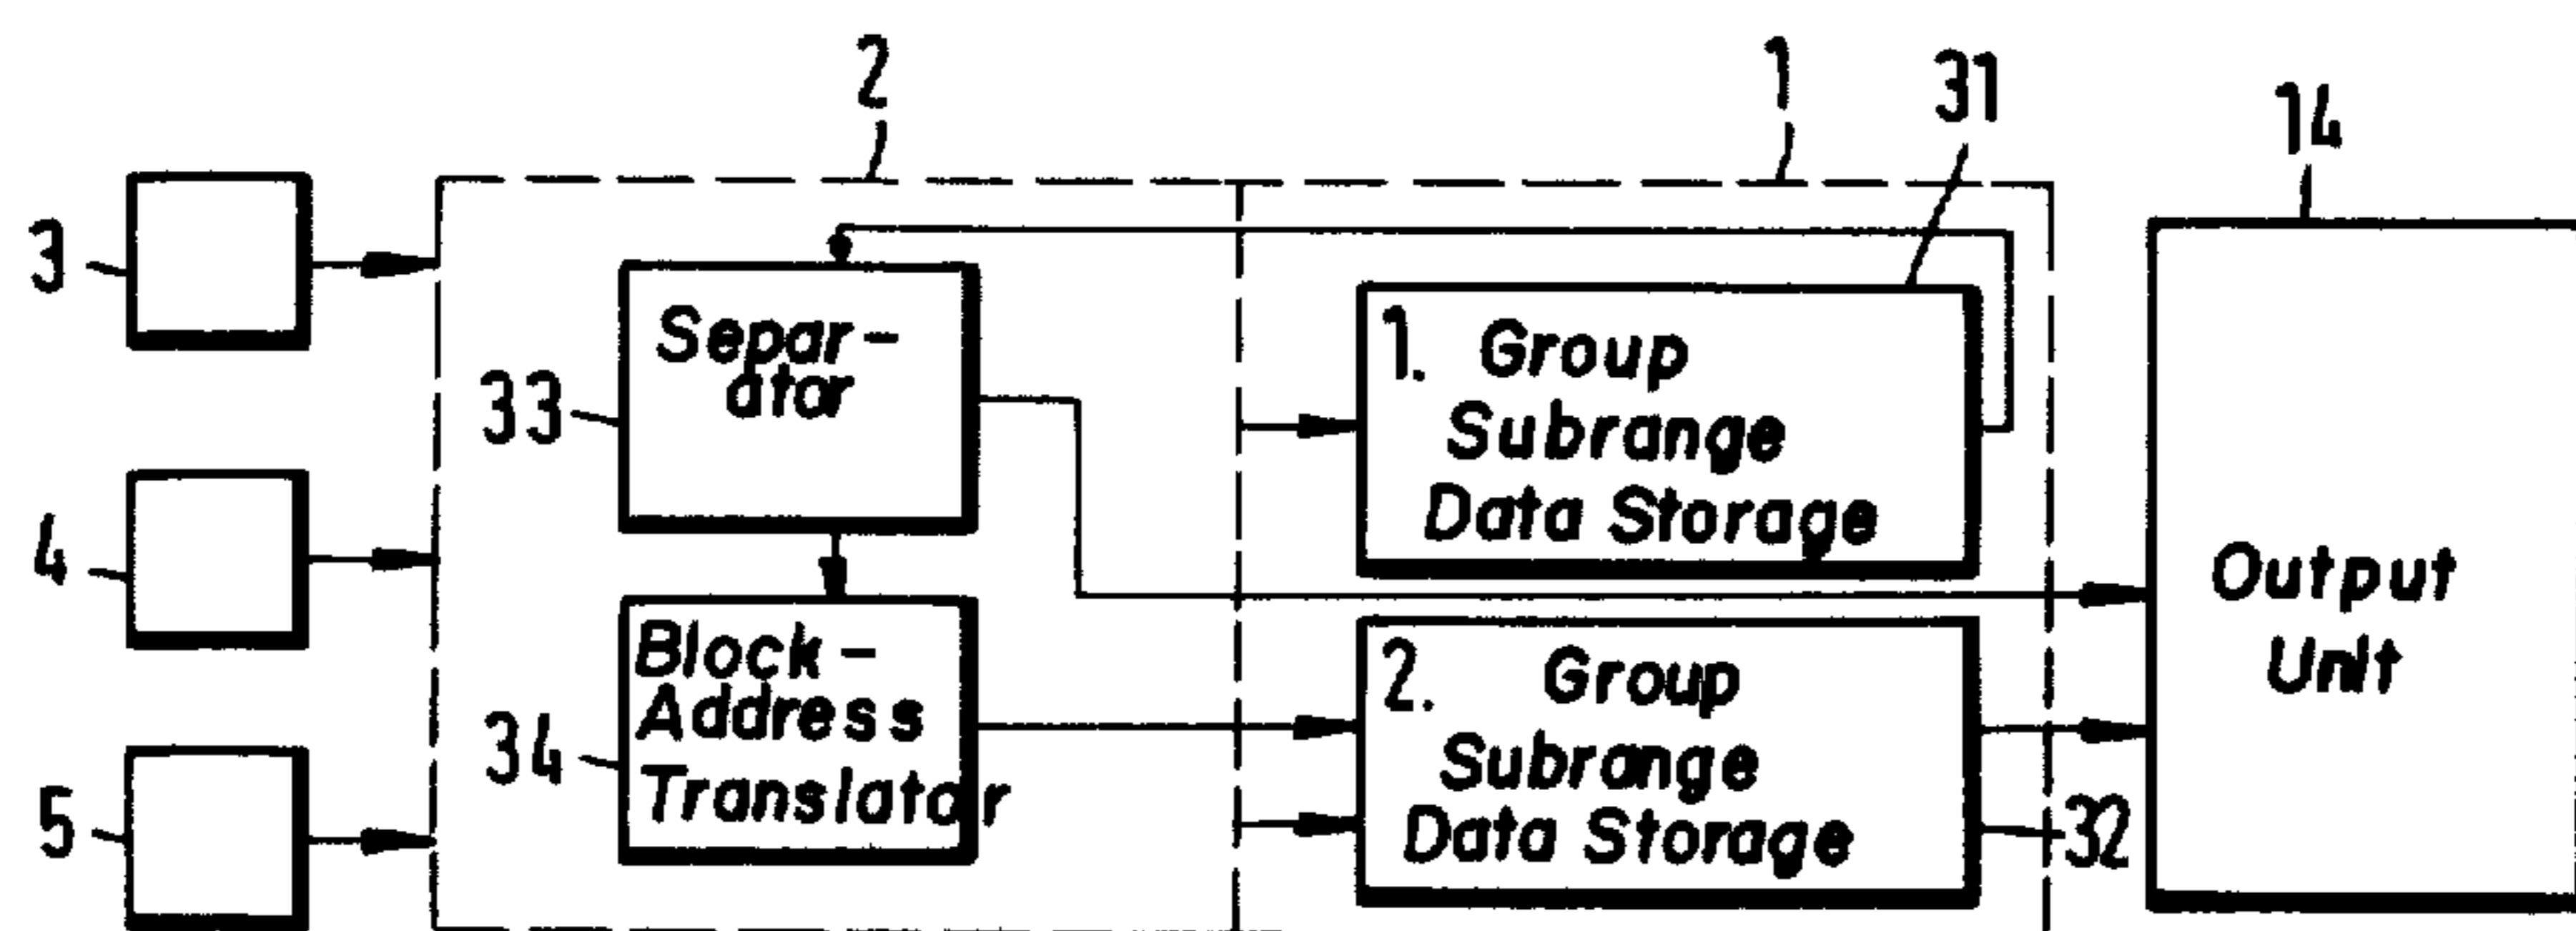 2
1
31
14
3
Separ-
ator
33
1. Group
Subrange
Data Storage
4
Output
Unit
Block-
Address
Translator
34
2. Group
Subrange
Data Storage
5
32